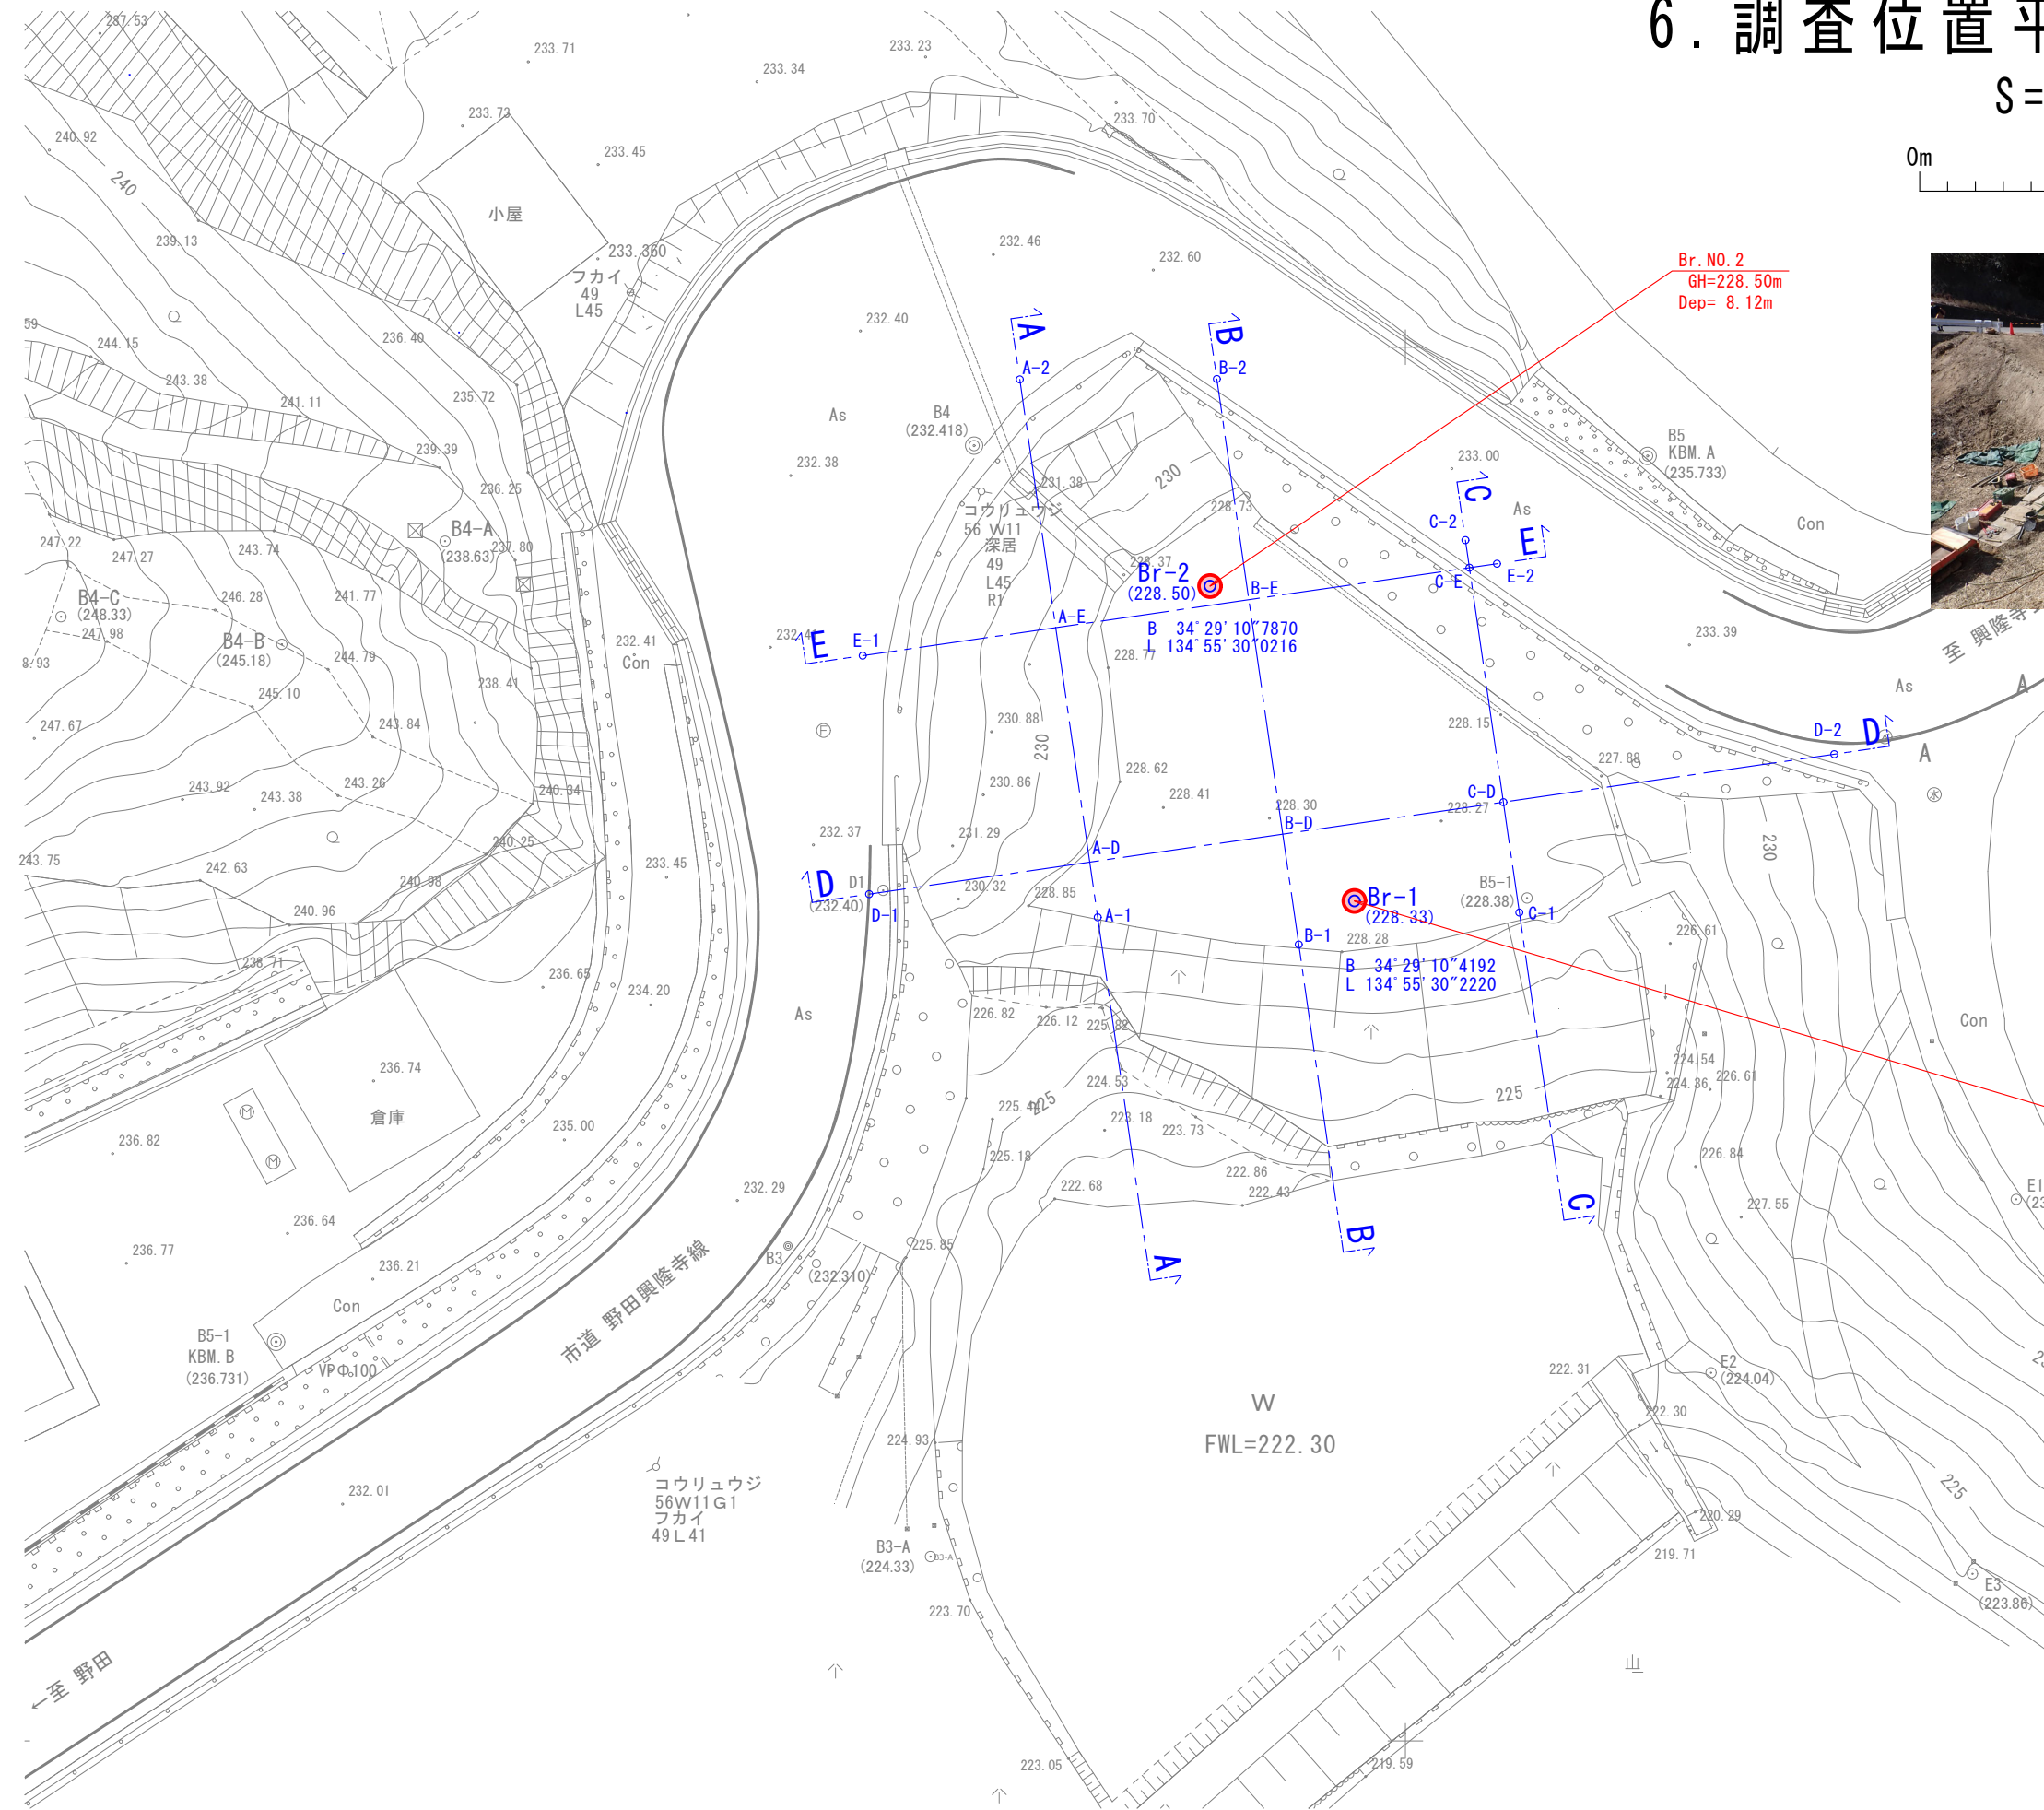 6. 調査位置平
S=
0m
Br.NO.2
GH=228.50m
Dep= 8.12m
237.53
233.71
233.23
233.34
240.92
233.73
233.70
233.45
240
小屋
239.13
233.360
フカイ
49
L45
232.46
232.60
236.40
232.40
244.15
243.38
241.11
235.72
59
A
B
A-2
B-2
As
B4
(232.418)
B5
KBM.A
(235.733)
239.39
232.38
233.00
230
236.25
231.38
228.73
C
C-2
As
Con
コウリュウジ
56 W11
深居
49
L45
R1
B4-A
(238.63)
237.80
247.22
247.27
243.74
228.37
E
E-2
C-E
Br-2
(228.50)
B-E
B4-C
(248.33)
246.28
241.77
247.98
B4-B
(245.18)
244.79
232.41
Con
E
E-1
A-E
B 34°29'10"7870
L 134°55'30"0216
233.39
至 興隆寺
8.93
245.10
238.41
228.77
As
A
247.67
243.84
230.88
230
228.15
D-2
D
A
243.92
243.38
243.26
240.34
230.86
228.62
228.41
228.30
B-D
C-D
228.27
227.88
水
243.75
242.63
240.25
232.37
231.29
A-D
230
240.98
233.45
D
D1
(232.40)
D-1
230.32
228.85
B5-1
(228.38)
240.96
A-1
Br-1
(228.33)
C-1
B-1
228.28
226.61
238.71
236.65
234.20
B 34°29'10"4192
L 134°55'30"2220
As
226.82
226.12
225.82
Con
236.74
倉庫
224.53
224.54
224.36
226.61
225
225
M
M
236.82
235.00
223.18
223.73
225.18
222.86
226.84
232.29
222.68
222.43
227.55
236.64
C
236.77
236.21
B3
(232.310)
225.85
A
B
Con
市道 野田興隆寺線
B5-1
KBM.B
(236.731)
VPΦ100
222.31
E2
(224.04)
W
FWL=222.30
224.93
222.30
225
コウリュウジ
56W11G1
フカイ
49L41
232.01
220.29
B3-A
(224.33)
B3-A
219.71
E3
(223.86)
223.70
←至 野田
223.05
219.59